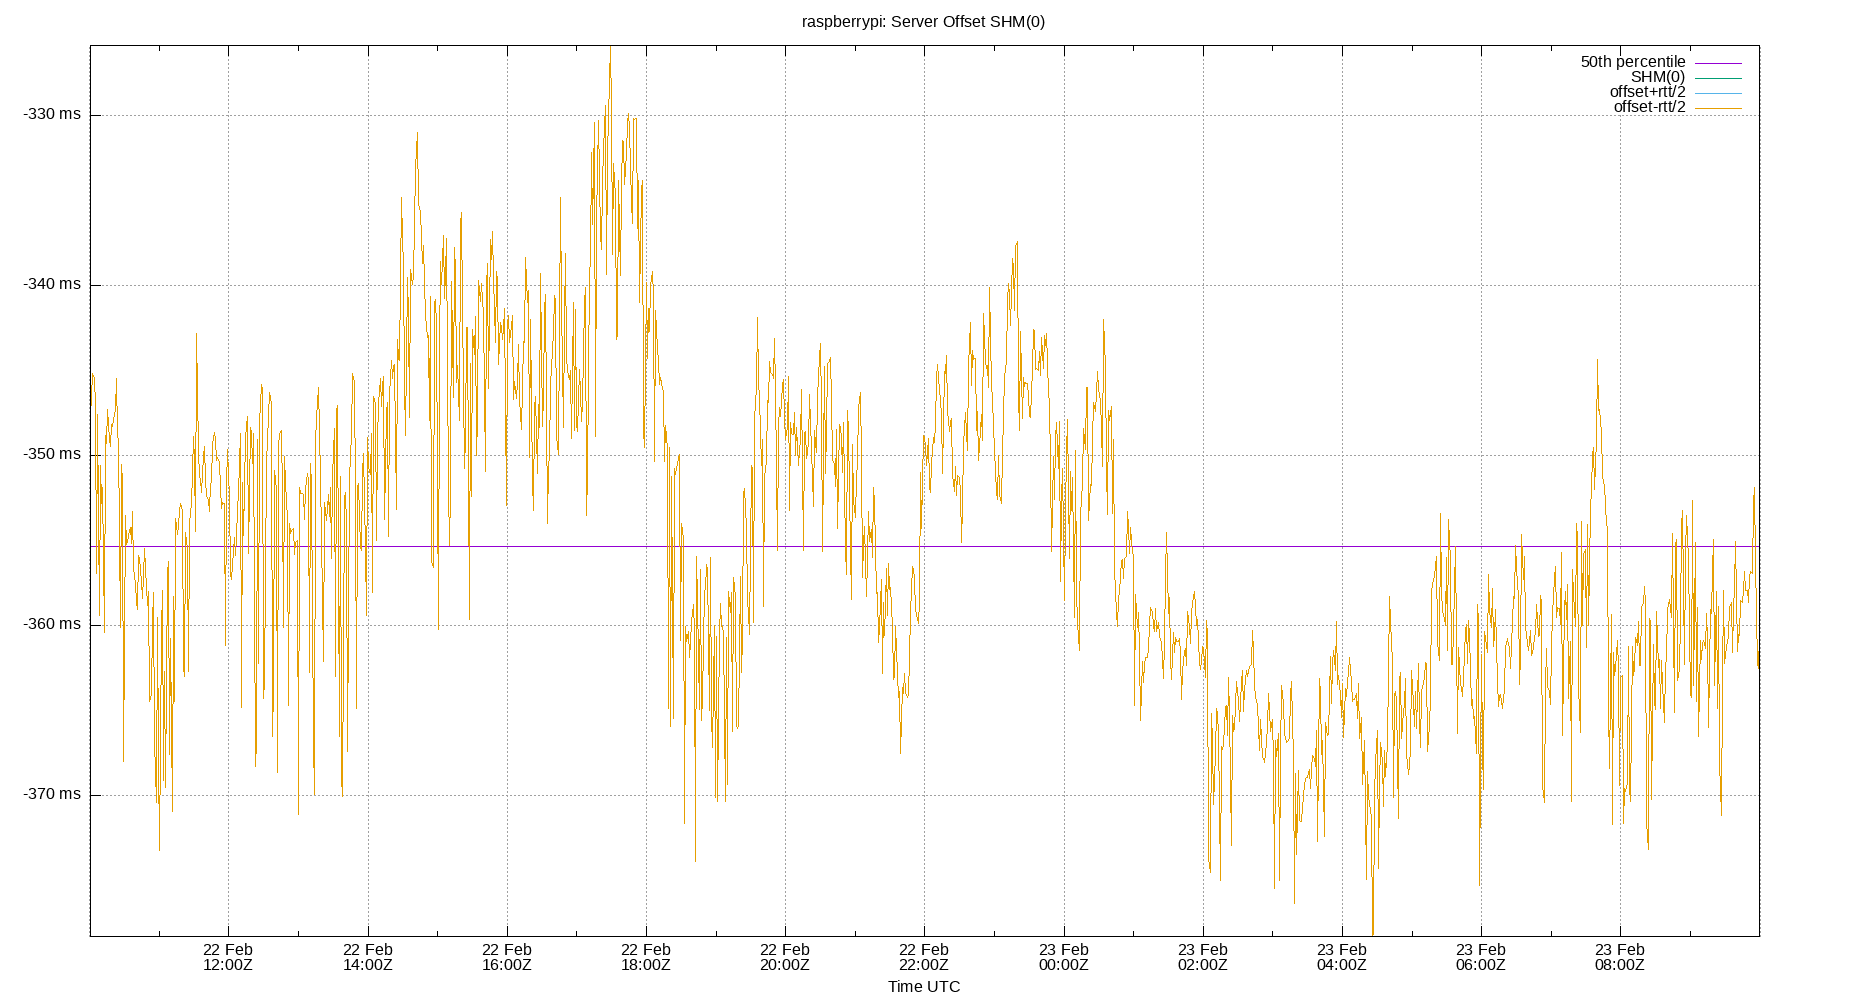 raspberrypi: Server Offset SHM(0)
50th percentile
SHM(0)
offset+rtt/2
offset-rtt/2
-330 ms
-340 ms
-350 ms
-360 ms
-370 ms
22 Feb 22 Feb 22 Feb 22 Feb 22 Feb 22 Feb 23 Feb 23 Feb 23 Feb 23 Feb 23 Feb
12:00Z 14:00Z 16:00Z 18:00Z 20:00Z 22:00Z 00:00Z 02:00Z 04:00Z 06:00Z 08:00Z
Time UTC